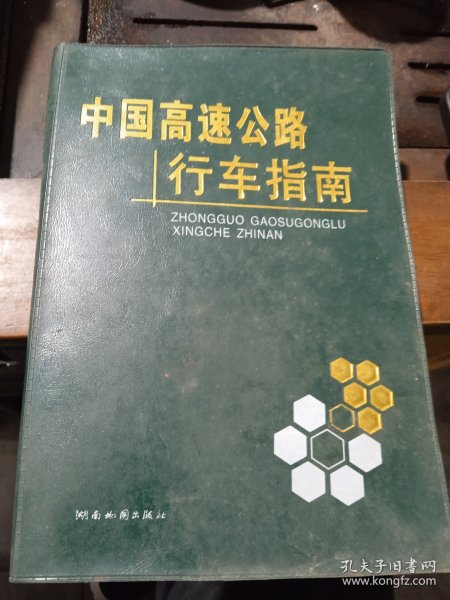 中国高速公路
行车指南
ZHONGGUO GAOSUGONGLU
XINGCHE ZHINAN
湖南地图出版社
孔夫子旧书网
www.kongfz.com